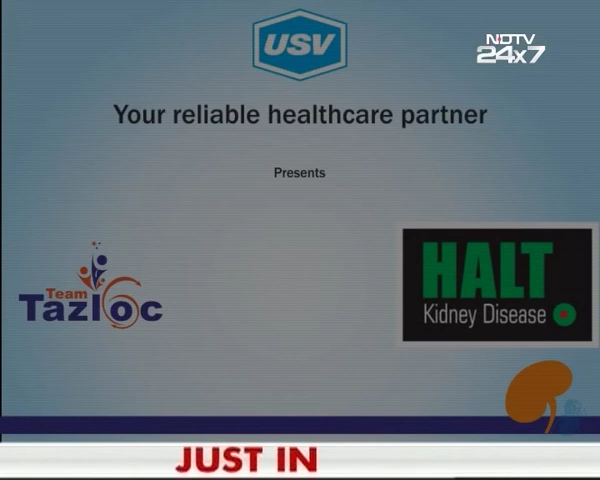 USV
NDTV
24x7
Your reliable healthcare partner
Presents
Team
Tazloc
HALT
Kidney Disease
JUST IN